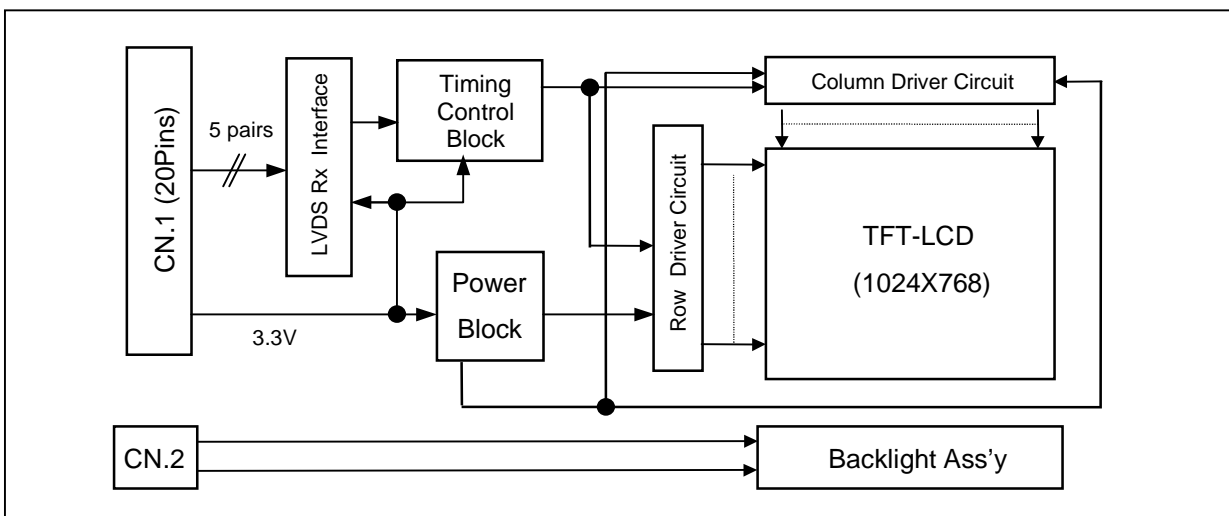 CN.1 (20Pins)
5 pairs
LVDS Rx Interface
Timing
Control
Block
3.3V
Power
Block
Row Driver Circuit
Column Driver Circuit
TFT-LCD
(1024X768)
CN.2
Backlight Ass'y